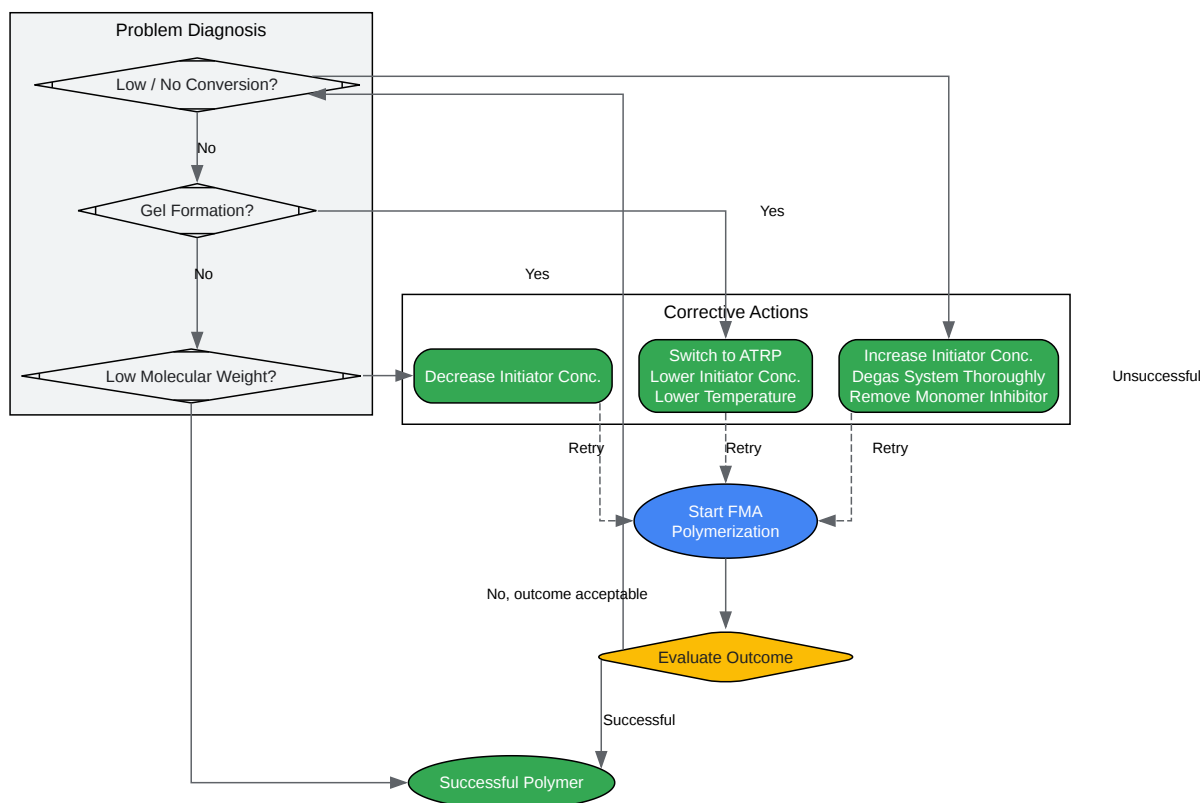 Problem Diagnosis
Low / No Conversion?
No
Gel Formation?
Yes
No
Yes
Corrective Actions
Low Molecular Weight?
Decrease Initiator Conc.
Switch to ATRP
Lower Initiator Conc.
Lower Temperature
Increase Initiator Conc.
Degas System Thoroughly
Remove Monomer Inhibitor
Unsuccessful
Retry
Retry
Retry
Start FMA
Polymerization
No, outcome acceptable
Evaluate Outcome
Successful
Successful Polymer